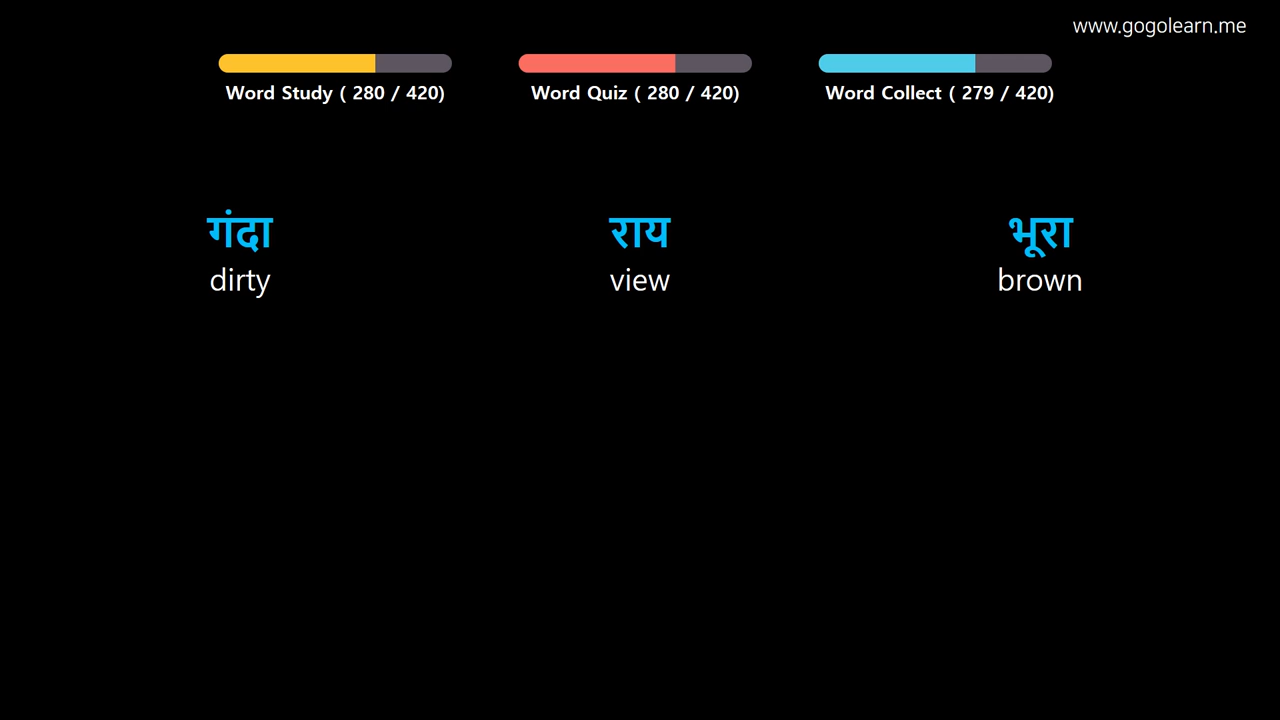 www.gogolearn.me
Word Study ( 280 / 420)
Word Quiz ( 280 / 420)
Word Collect ( 279 / 420)
गंदा
dirty
राय
view
भूरा
brown